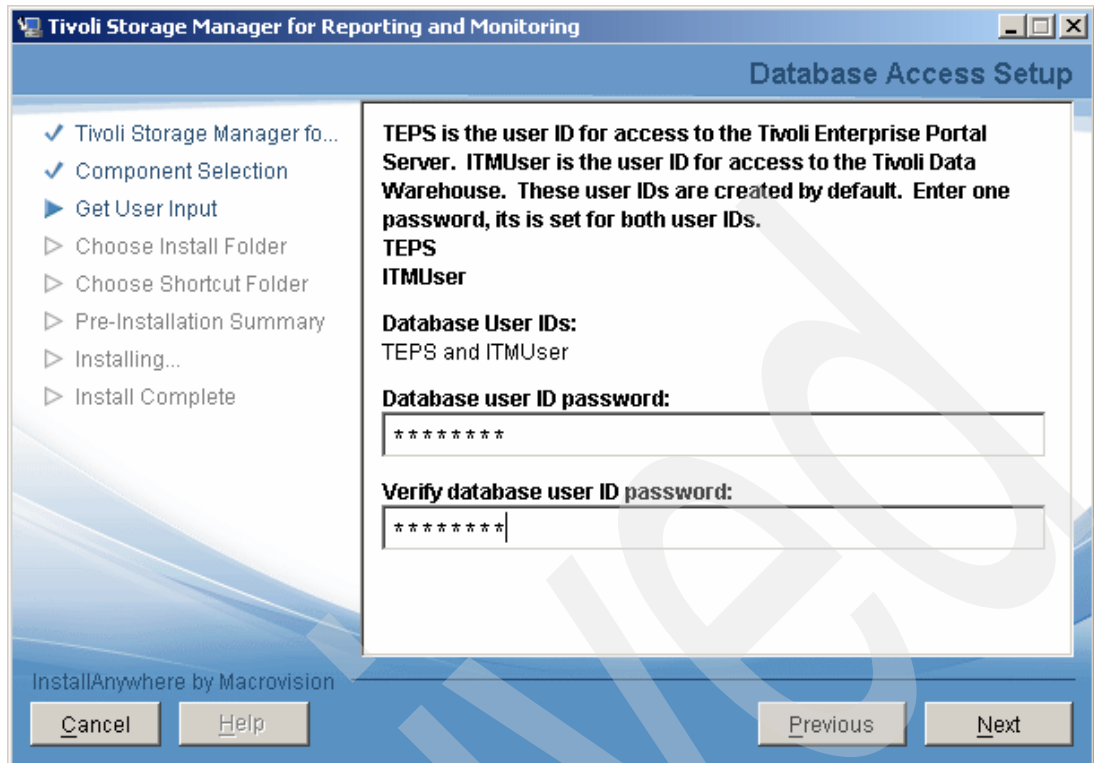 Tivoli Storage Manager for Reporting and Monitoring
Database Access Setup
Tivoli Storage Manager fo...
Component Selection
Get User Input
Choose Install Folder
Choose Shortcut Folder
Pre-Installation Summary
Installing...
Install Complete
TEPS is the user ID for access to the Tivoli Enterprise Portal
Server. ITMUser is the user ID for access to the Tivoli Data
Warehouse. These user IDs are created by default. Enter one
password, its is set for both user IDs.
TEPS
ITMUser
Database User IDs:
TEPS and ITMUser
Database user ID password:
********
Verify database user ID password:
********
InstallAnywhere by Macrovision
Cancel
Help
Previous
Next